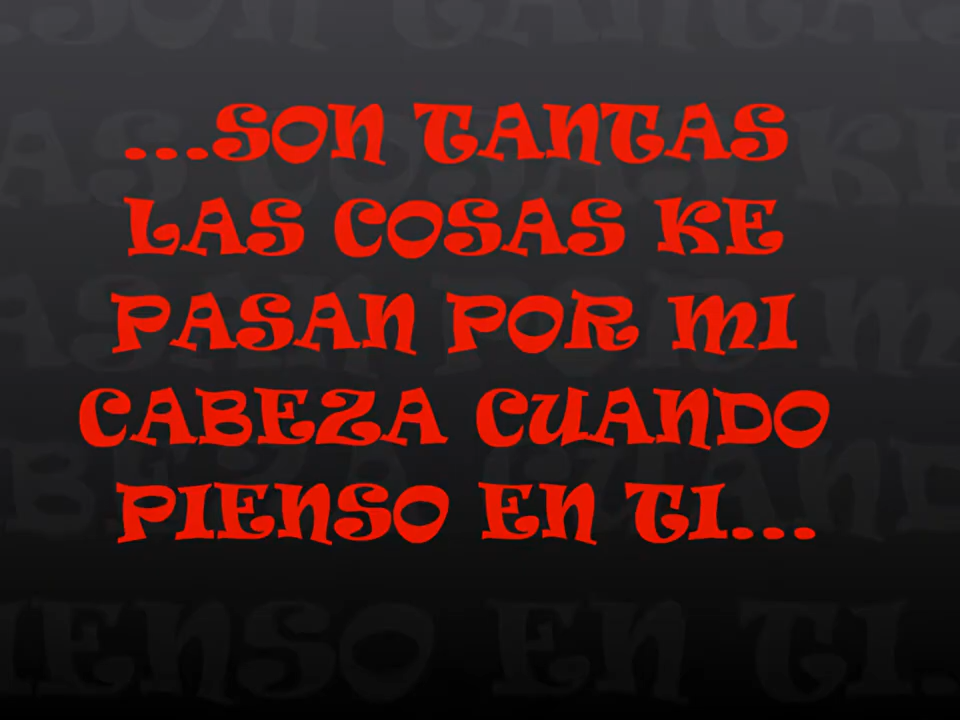 ...SON TANTAS
LAS COSAS KE
PASAN POR MI
CABEZA CUANDO
PIENSO EN TI...